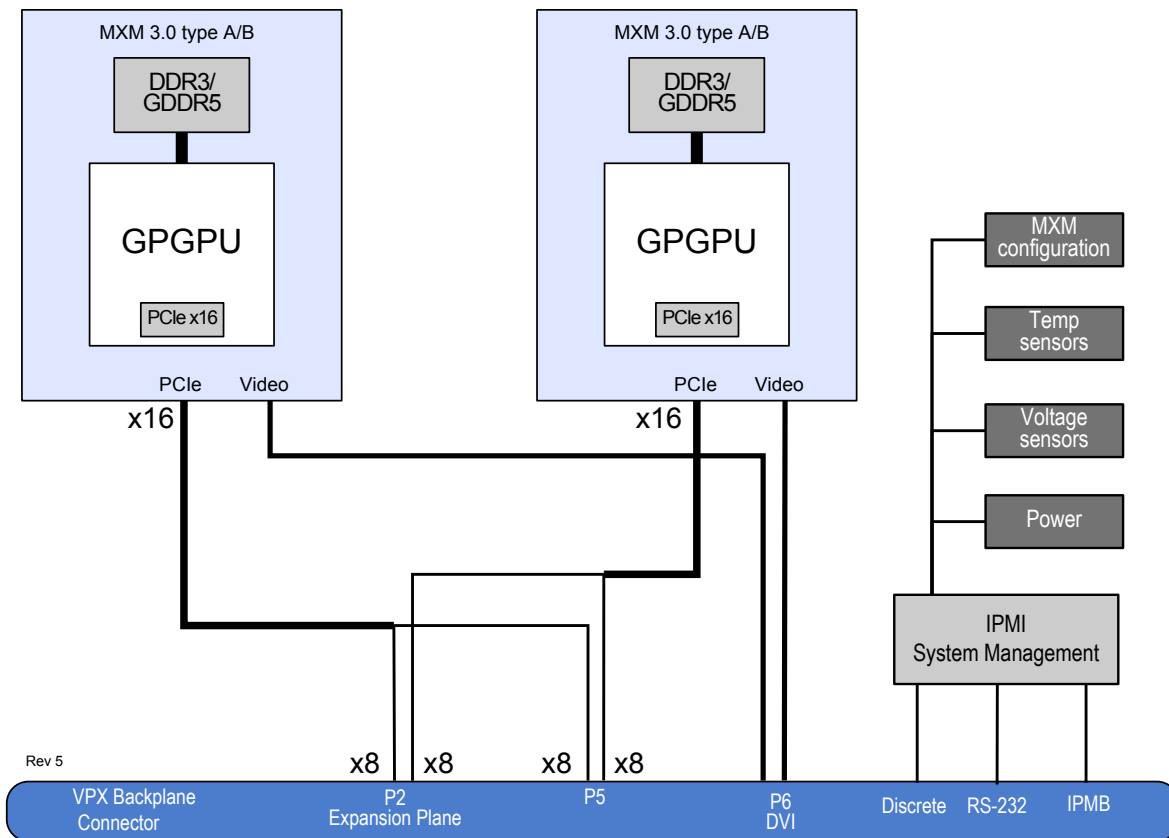 MXM 3.0 type A/B
DDR3/
GDDR5
GPGPU
PCIe x16
PCIe
Video
x16
MXM 3.0 type A/B
DDR3/
GDDR5
GPGPU
PCIe x16
PCIe
Video
x16
MXM
configuration
Temp
sensors
Voltage
sensors
Power
IPMI
System Management
Rev 5
x8
x8
x8
x8
VPX Backplane
Connector
P2
Expansion Plane
P5
P6
DVI
Discrete
RS-232
IPMB